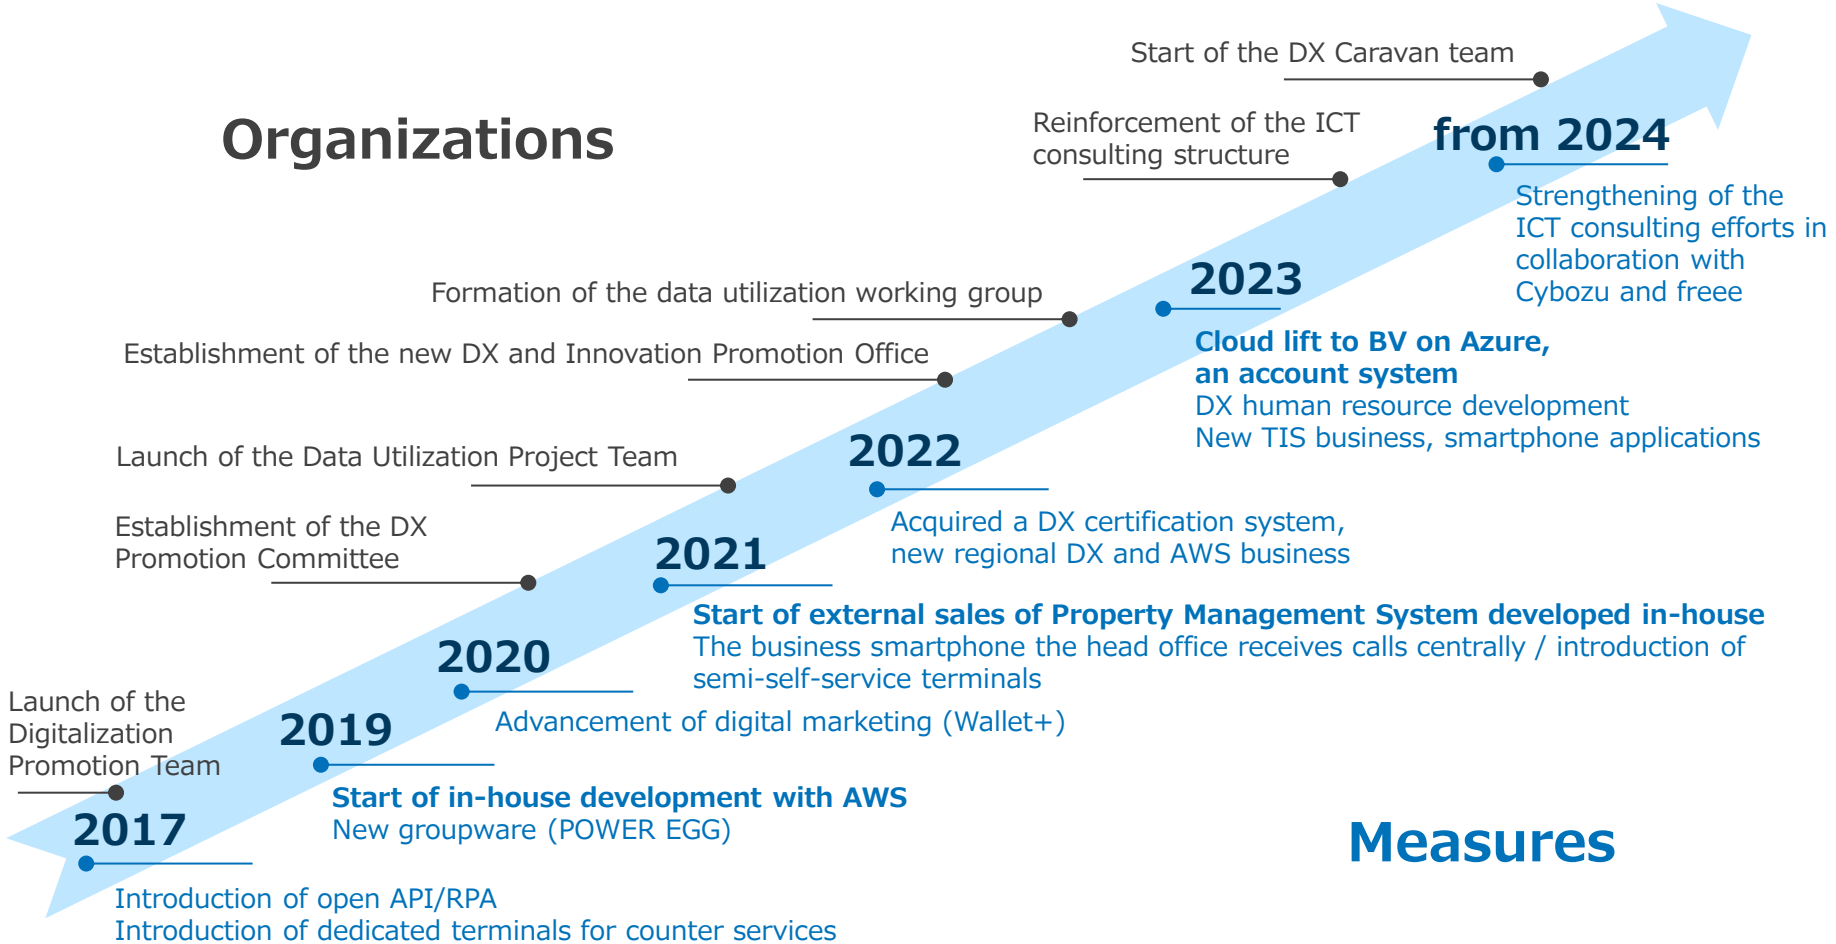 Organizations
Start of the DX Caravan team
Reinforcement of the ICT
consulting structure
Formation of the data utilization working group
Establishment of the new DX and Innovation Promotion Office
Launch of the Data Utilization Project Team
Establishment of the DX
Promotion Committee
Launch of the
Digitalization
Promotion Team
from 2024
Strengthening of the
ICT consulting efforts in
collaboration with
Cybozu and freee
2023
Cloud lift to BV on Azure,
an account system
DX human resource development
New TIS business, smartphone applications
2022
Acquired a DX certification system,
new regional DX and AWS business
2021
Start of external sales of Property Management System developed in-house
The business smartphone the head office receives calls centrally / introduction of
semi-self-service terminals
2020
Advancement of digital marketing (Wallet+)
2019
Start of in-house development with AWS
New groupware (POWER EGG)
2017
Introduction of open API/RPA
Introduction of dedicated terminals for counter services
Measures